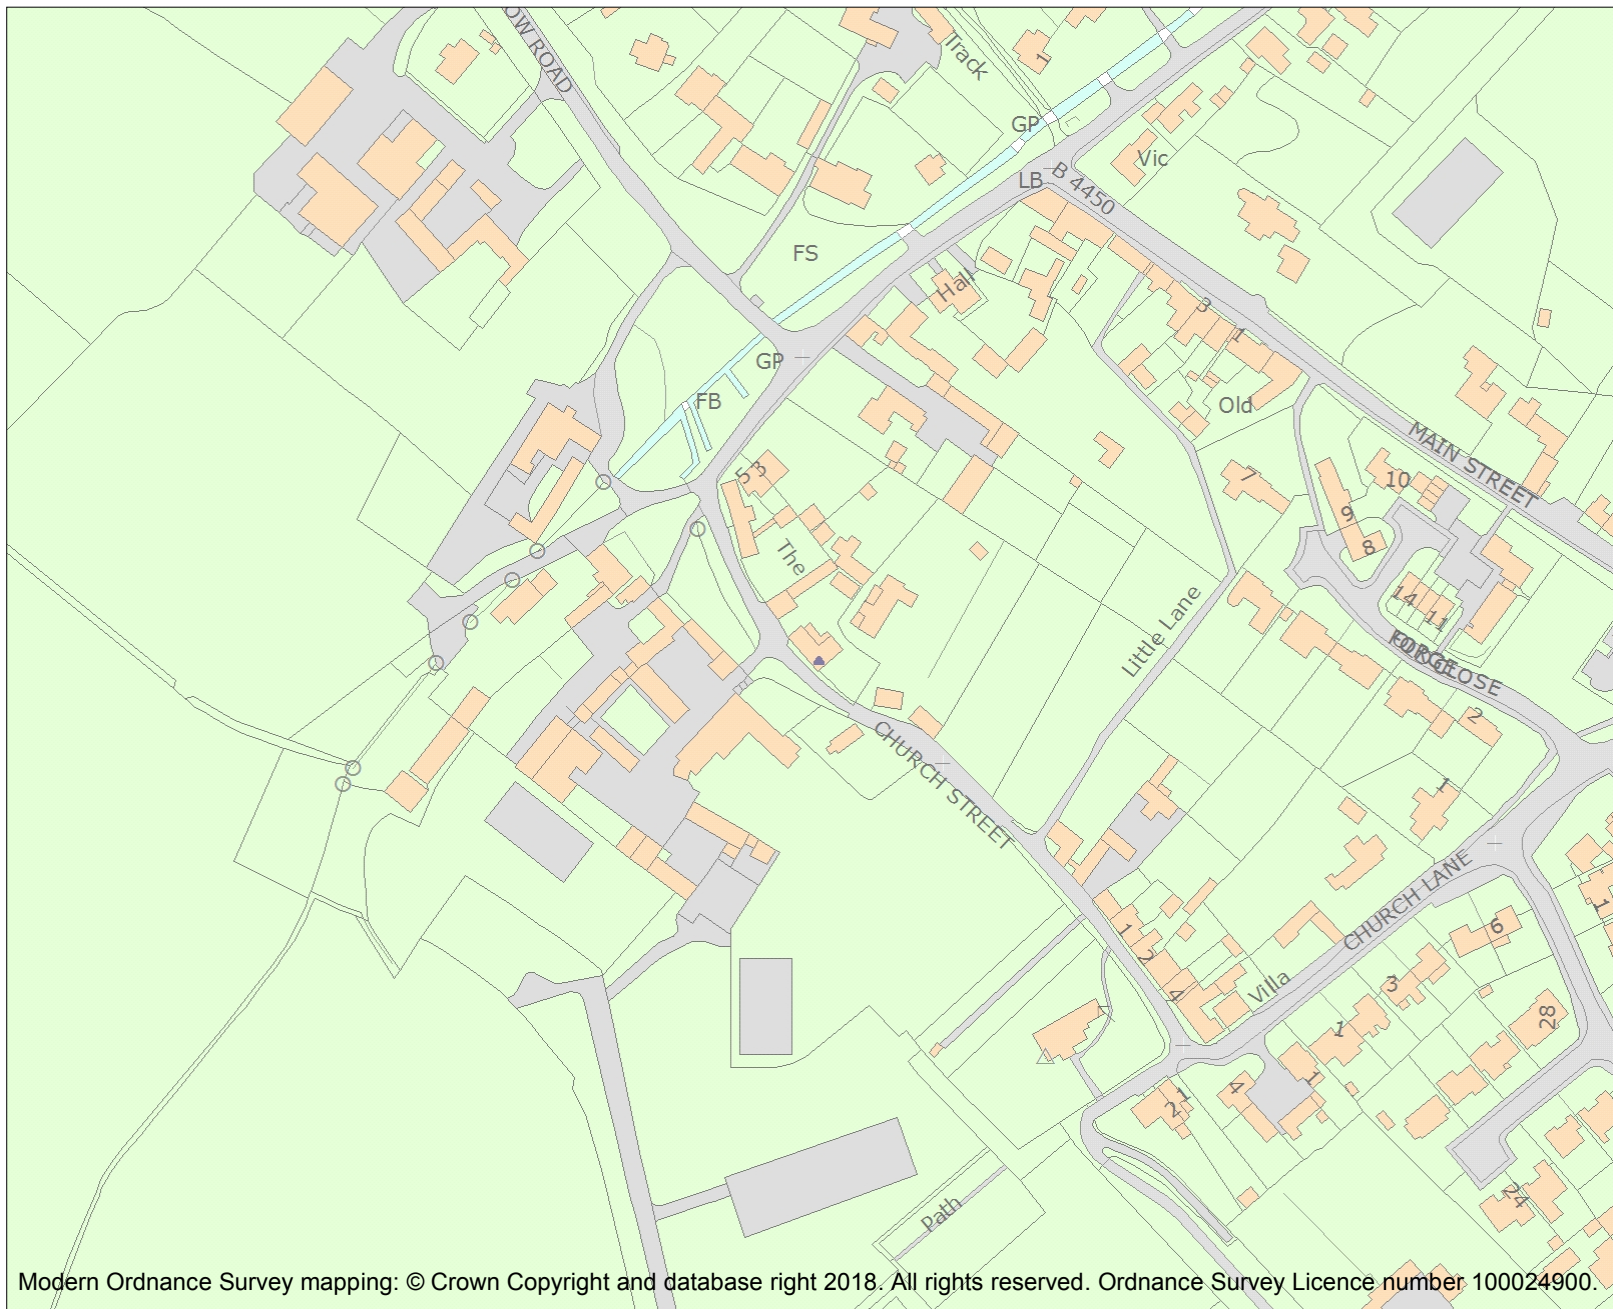 OW ROAD
Track
1
GP
Vic
LB
B 4450
FS
Hall
3
1
GP
FB
Old
MAIN STREET
5 3
7
10
9
8
The
14
11
Little Lane
CLOSE
2
CHURCH STREET
1
CHURCH LANE
1
1
6
2
3
4
Villa
28
1
1
4
21
24
Path
Modern Ordnance Survey mapping: © Crown Copyright and database right 2018. All rights reserved. Ordnance Survey Licence number 100024900.